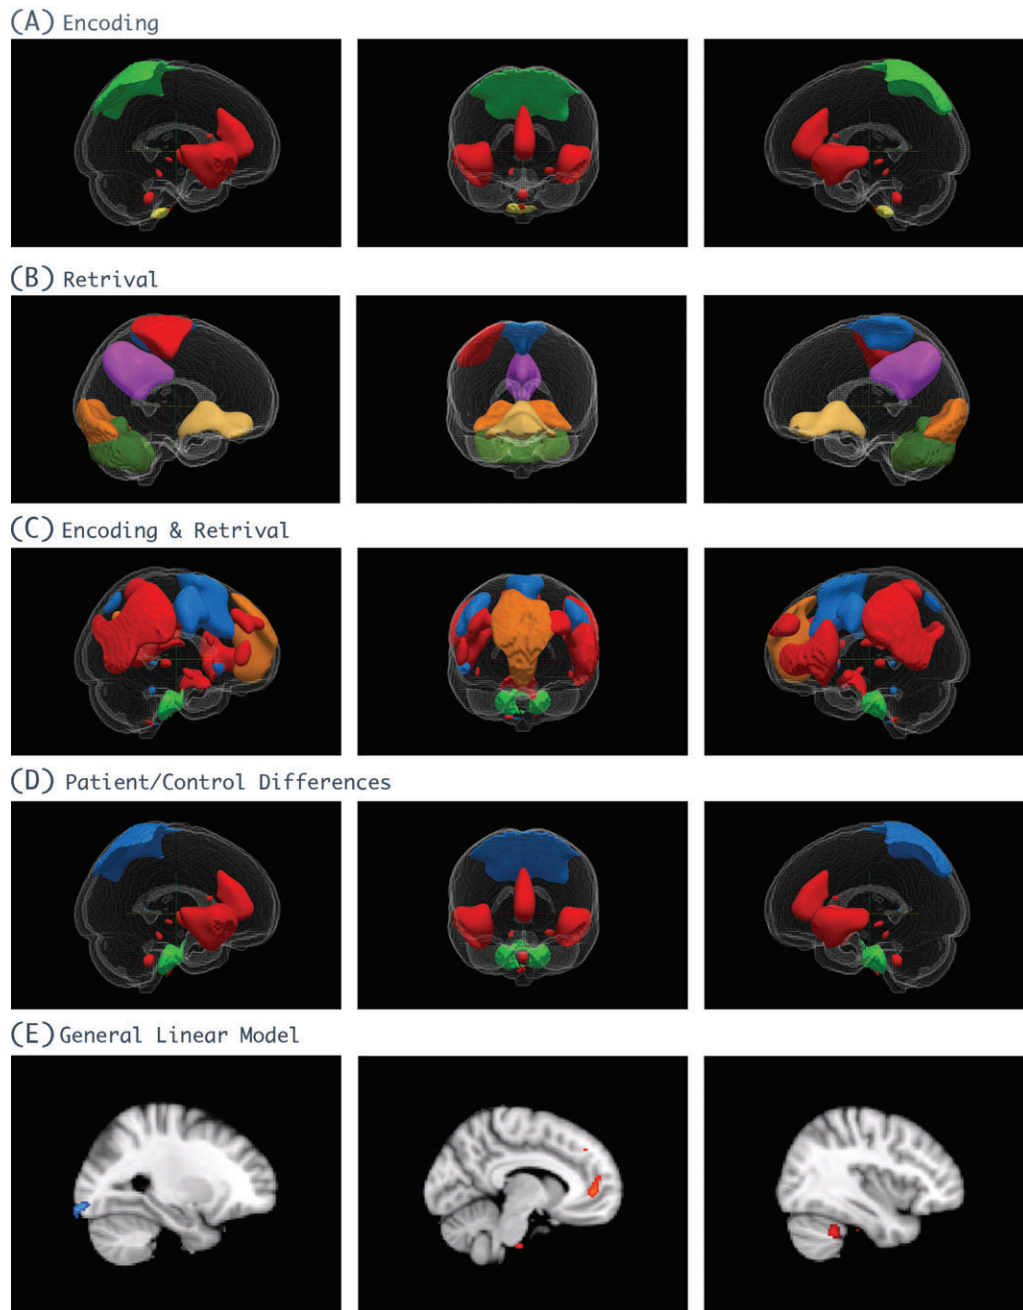 (A) Encoding
(B) Retrival
(C) Encoding & Retrival
(D) Patient/Control Differences
(E) General Linear Model